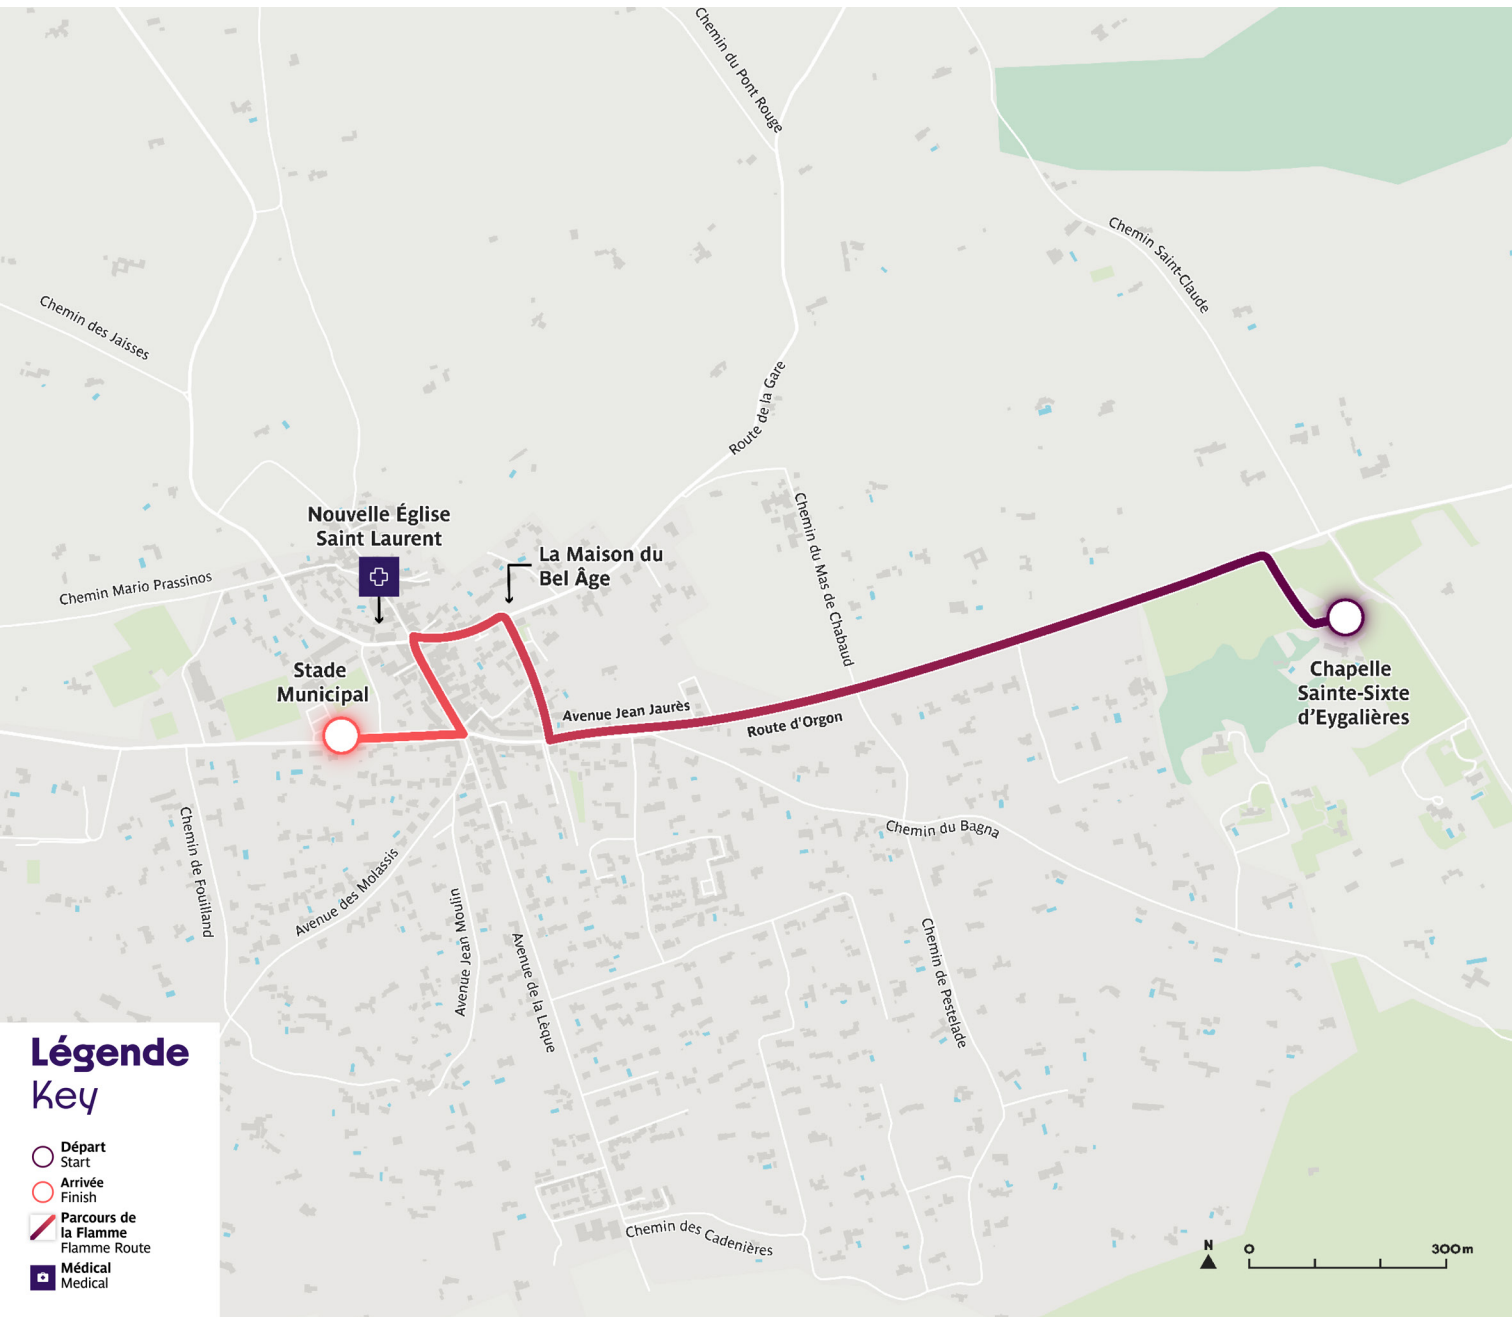 Chemin du Pont Rouge
Chemin Saint-Claude
Chemin des Jaisses
Route de la Gare
Nouvelle Église
Saint Laurent
La Maison du
Bel Âge
Chemin du Mas de Chabaud
Chemin Mario Prassinos
Stade
Municipal
Chapelle
Sainte-Sixte
d'Eygalières
Avenue Jean Jaurès
Route d'Orgon
Chemin de Fouilland
Avenue des Molassis
Chemin du Bagna
Avenue Jean Moulin
Avenue de la Lèque
Chemin de Pestelade
Chemin des Cadenières
Légende
Key
Départ
Start
Arrivée
Finish
Parcours de
la Flamme
Flamme Route
Médical
Medical
N
0 300m